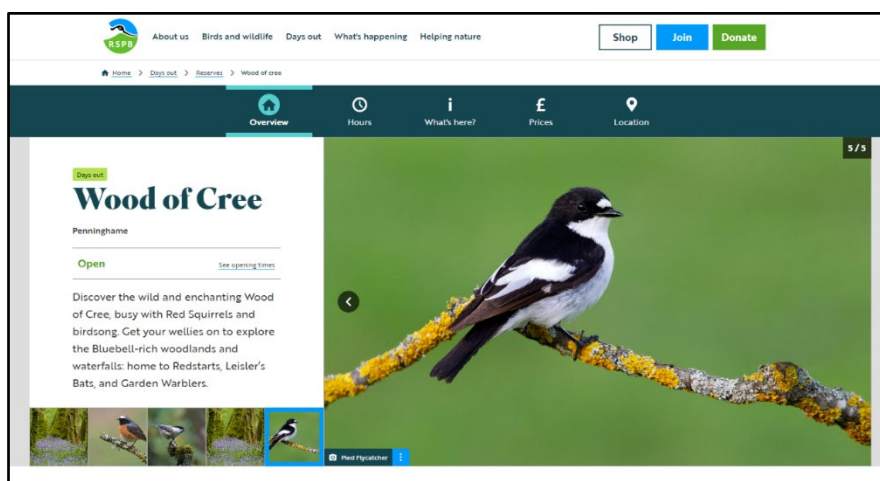 RSPB
About us Birds and wildlife Days out What's happening Helping nature
Shop Join Donate
Home > Days out > Reserves > Wood of cree
Overview Hours What's here? Prices Location
5/5
Days out
Wood of Cree
Penninghame
Open See opening times
Discover the wild and enchanting Wood
of Cree, busy with Red Squirrels and
birdsong. Get your wellies on to explore
the Bluebell-rich woodlands and
waterfalls: home to Redstarts, Leisler's
Bats, and Garden Warblers.
Pied Flycatcher